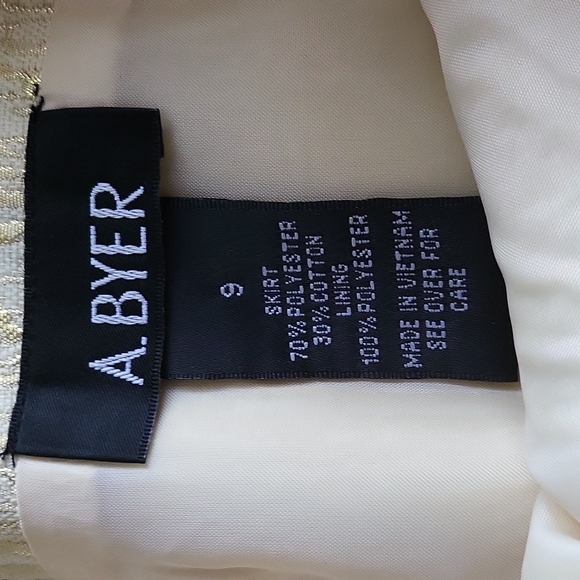 A.BYER
9
SKIRT
70% POLYESTER
30% COTTON
LINING
100% POLYESTER
MADE IN VIETNAM
SEE OVER FOR
CARE